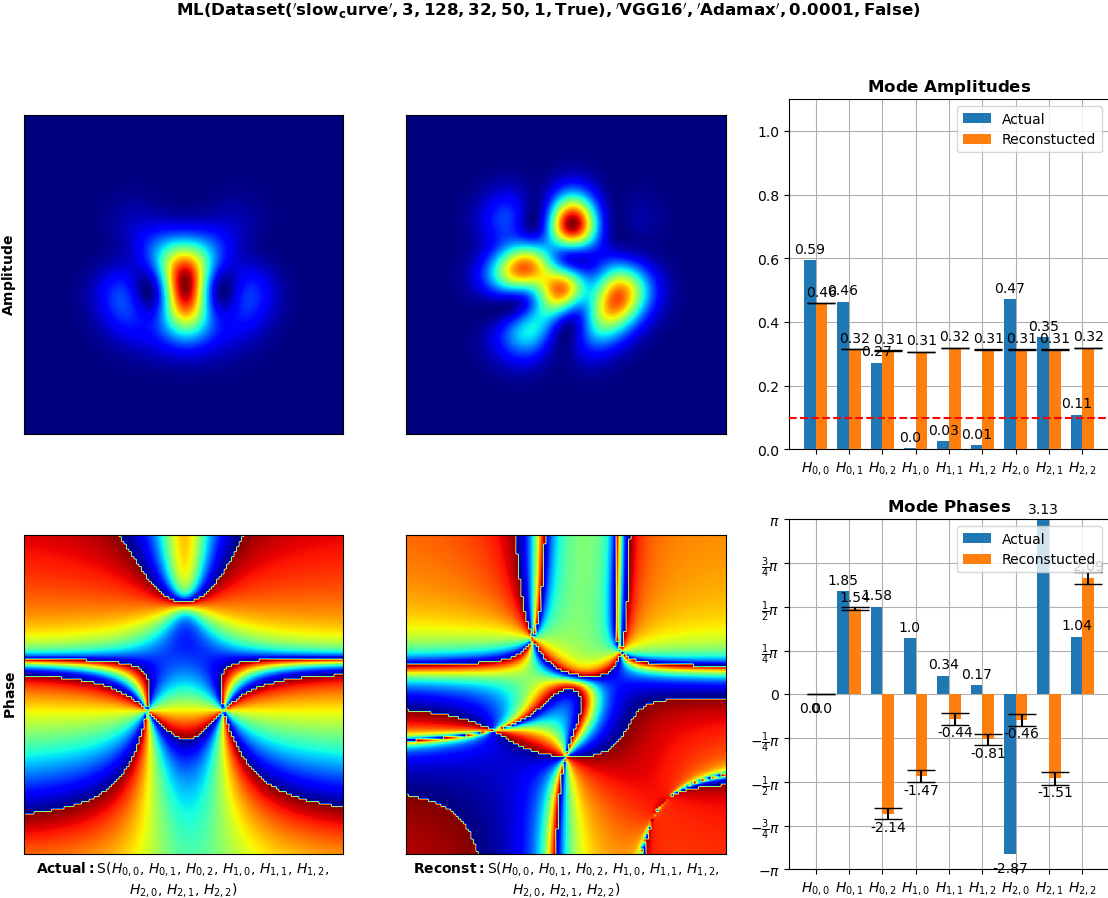 ML(Dataset('slow_curve', 3, 128, 32, 50, 1, True), 'VGG16', 'Adamax', 0.0001, False)
Amplitude
Mode Amplitudes
Actual
Reconstucted
1.0
0.8
0.6
0.4
0.2
0.0
0.59
0.46
0.46
0.32
0.27
0.31
0.0
0.31
0.03
0.32
0.01
0.31
0.47
0.31
0.35
0.31
0.11
0.32
H0,0 H0,1 H0,2 H1,0 H1,1 H1,2 H2,0 H2,1 H2,2
Phase
Mode Phases
Actual
Reconstucted
π
3/4π
1/2π
1/4π
0
−1/4π
−1/2π
−3/4π
−π
0.0
0.0
1.85
1.54
1.58
-2.14
1.0
-1.47
0.34
-0.44
0.17
-0.81
-2.87
-0.46
3.13
-1.51
1.04
H0,0 H0,1 H0,2 H1,0 H1,1 H1,2 H2,0 H2,1 H2,2
Actual: S(H0,0, H0,1, H0,2, H1,0, H1,1, H1,2,
H2,0, H2,1, H2,2)
Reconst: S(H0,0, H0,1, H0,2, H1,0, H1,1, H1,2,
H2,0, H2,1, H2,2)